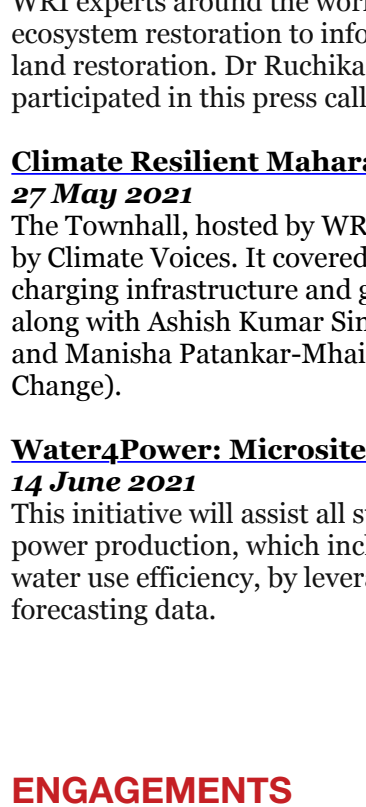 WRI experts around the wor
ecosystem restoration to info
land restoration. Dr Ruchika
participated in this press call
Climate Resilient Mahara
27 May 2021
The Townhall, hosted by WR
by Climate Voices. It covered
charging infrastructure and g
along with Ashish Kumar Sin
and Manisha Patankar-Mhai
Change).
Water4Power: Microsite
14 June 2021
This initiative will assist all s
power production, which incl
water use efficiency, by levera
forecasting data.
ENGAGEMENTS